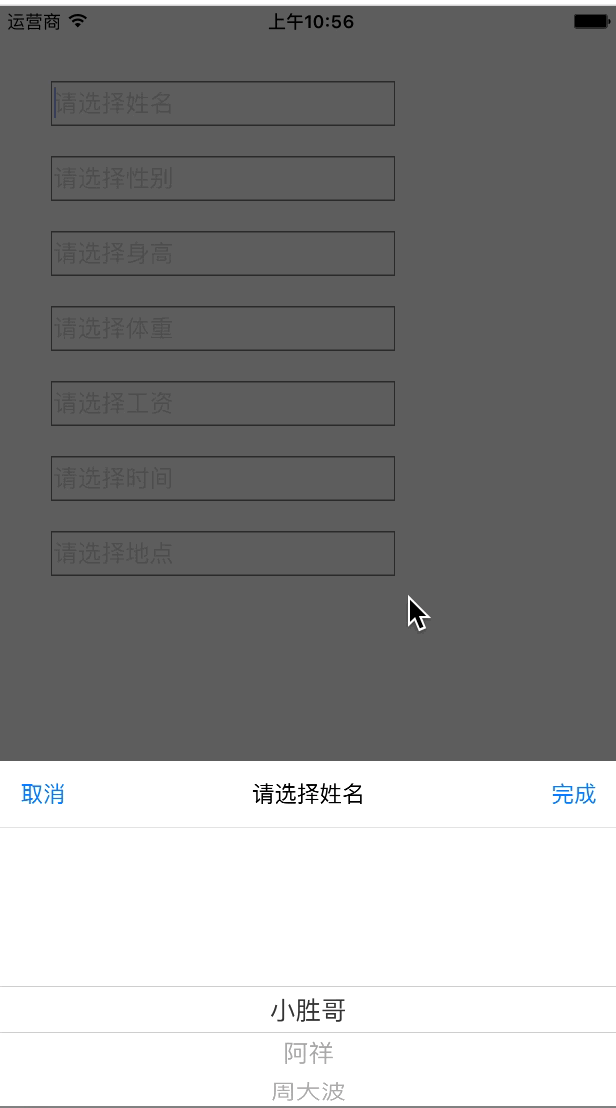 运营商 上午10:56
请选择姓名
请选择性别
请选择身高
请选择体重
请选择工资
请选择时间
请选择地点
取消 请选择姓名 完成
小胜哥
阿祥
周大波